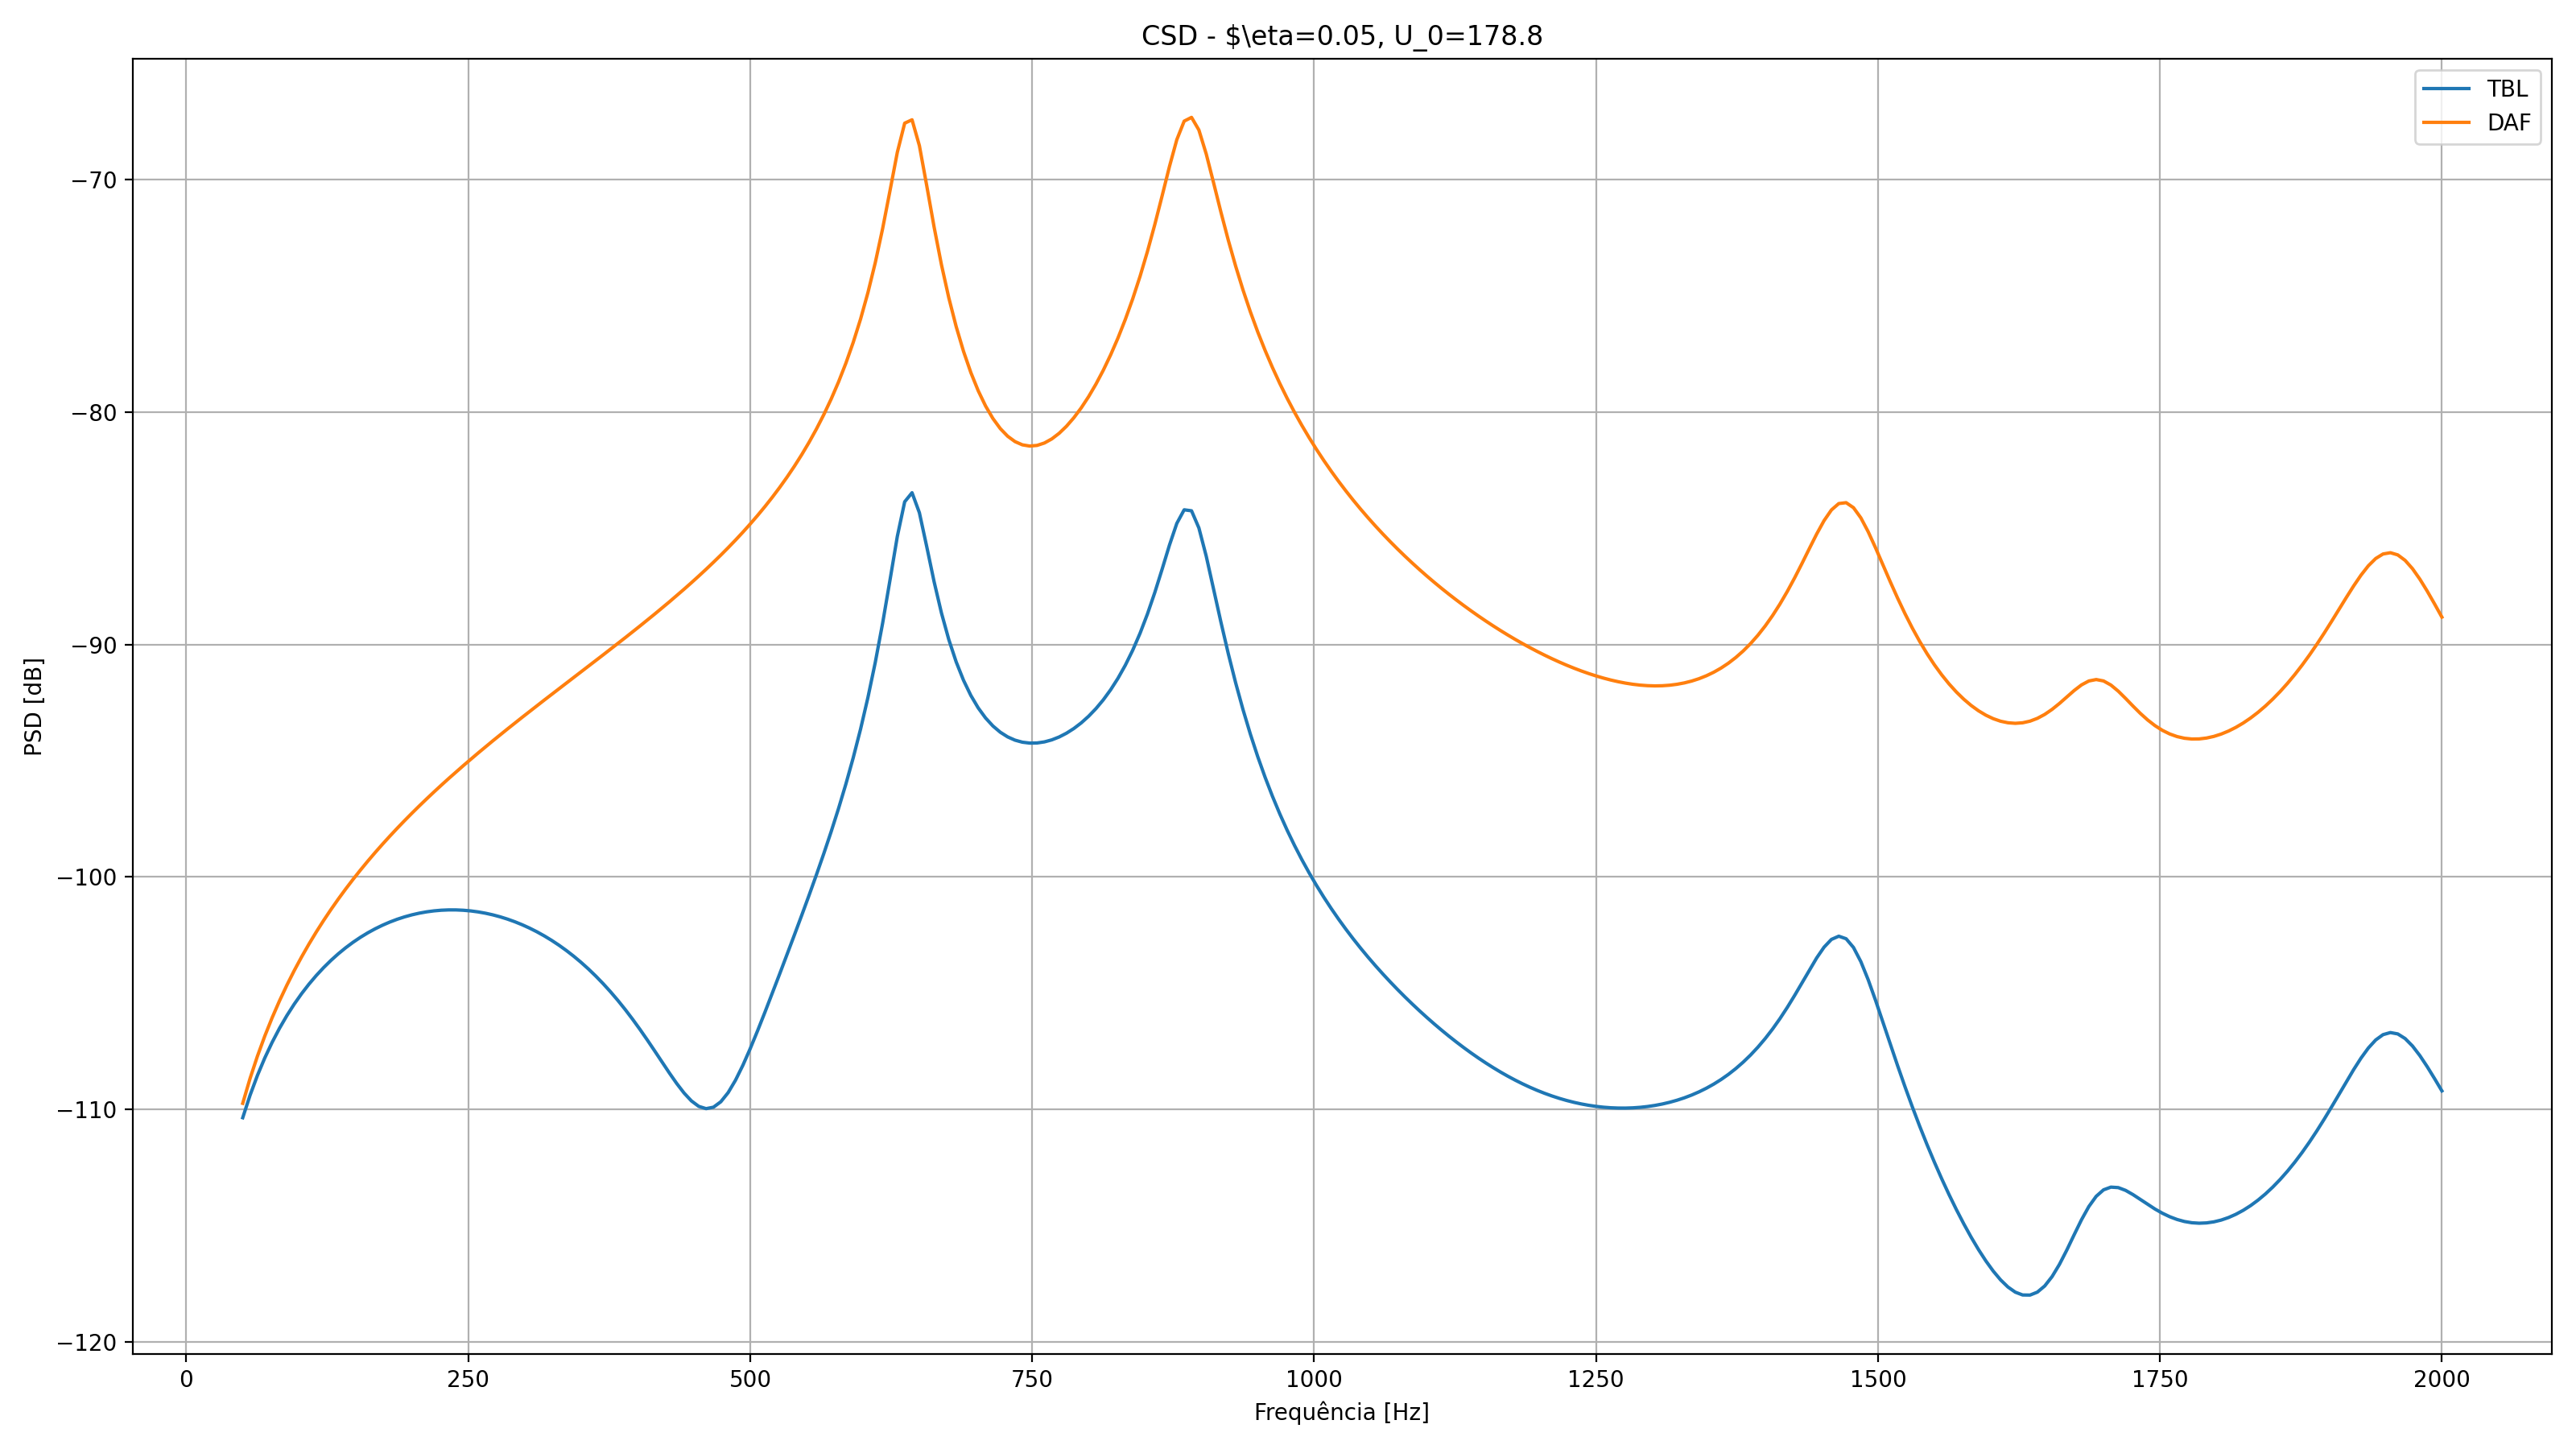 CSD - $\eta=0.05, U_0=178.8
TBL
DAF
PSD [dB]
−70
−80
−90
−100
−110
−120
0 250 500 750 1000 1250 1500 1750 2000
Frequência [Hz]